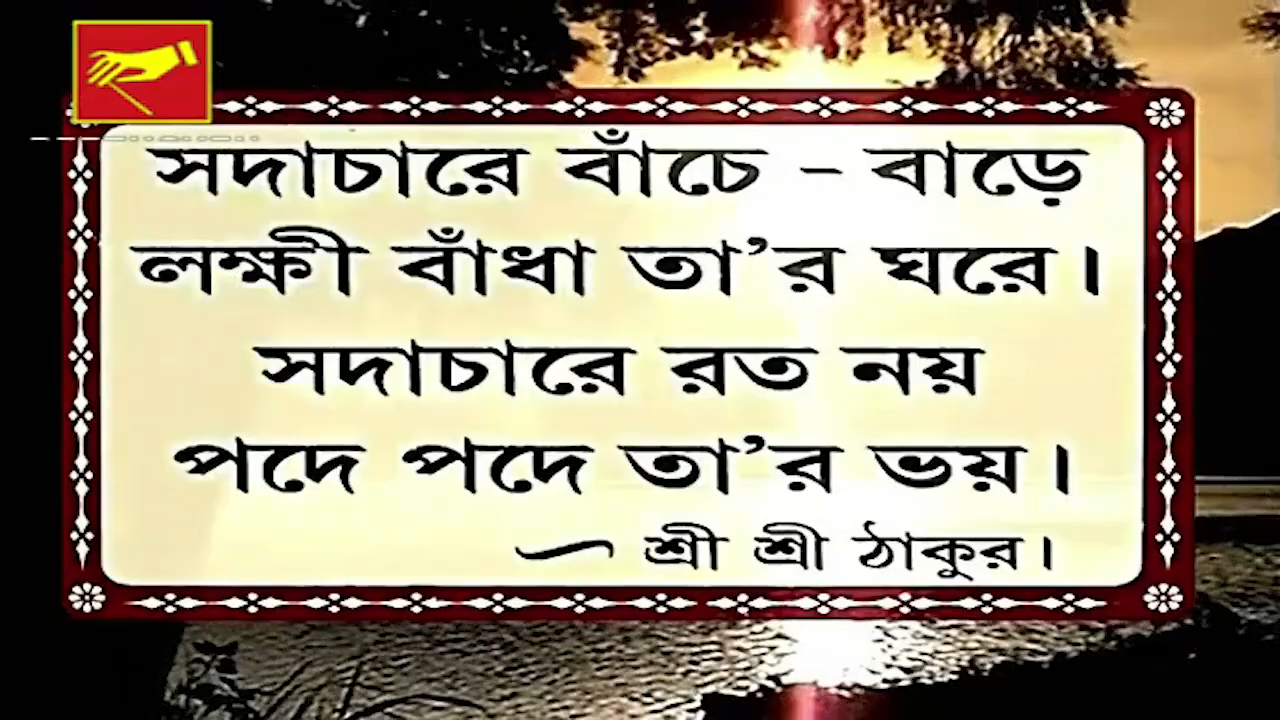 সদাচারে বাঁচে - বাড়ে
লক্ষী বাঁধা তা'র ঘরে।
সদাচারে রত নয়
পদে পদে তা'র ভয়।
~ শ্রী শ্রী ঠাকুর।